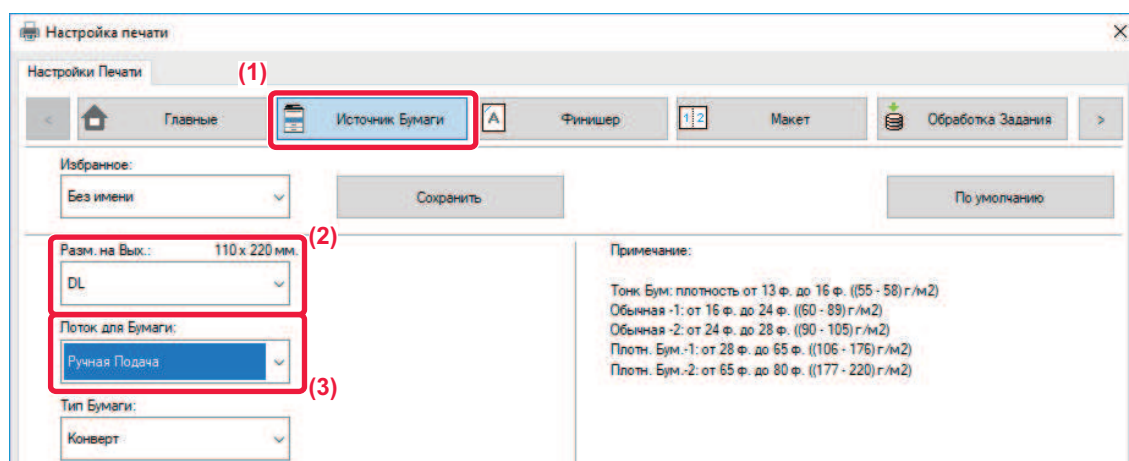 Настройка печати
Настройки Печати
(1)
<
Главные
Источник Бумаги
A
Финишер
1 2
Макет
Обработка Задания
>
Избранное:
Без имени
Сохранить
По умолчанию
(2)
Разм. на Вых.: 110 x 220 мм.
DL
Поток для Бумаги:
Ручная Подача
(3)
Тип Бумаги:
Конверт
Примечание:
Тонк Бум: плотность от 13 ф. до 16 ф. ((55 - 58) г/м2)
Обычная -1: от 16 ф. до 24 ф. ((60 - 89) г/м2)
Обычная -2: от 24 ф. до 28 ф. ((90 - 105) г/м2)
Плотн. Бум.-1: от 28 ф. до 65 ф. ((106 - 176) г/м2)
Плотн. Бум.-2: от 65 ф. до 80 ф. ((177 - 220) г/м2)